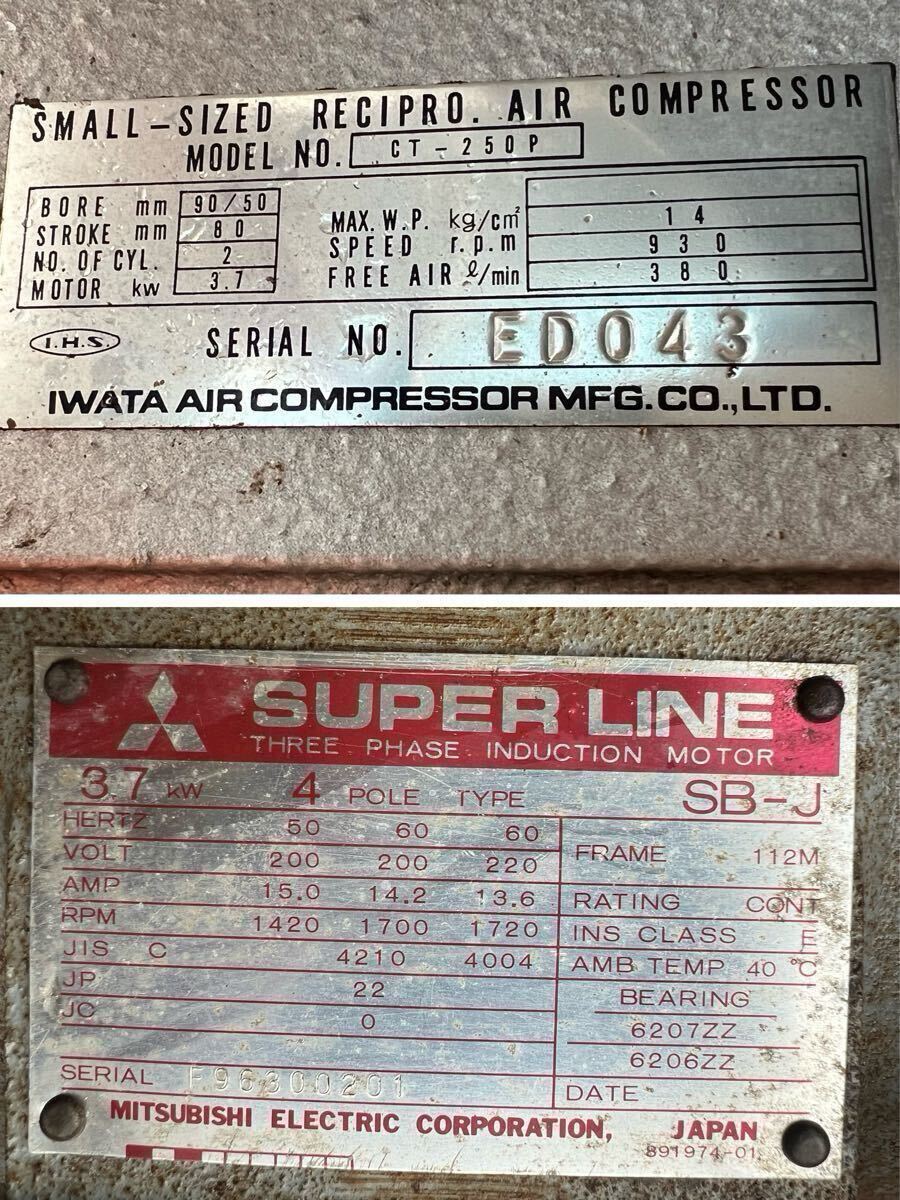 SMALL-SIZED RECIPRO. AIR COMPRESSOR
MODEL NO. CT-250P
BORE mm 90/50
STROKE mm 80
NO. OF CYL. 2
MOTOR kw 3.7
MAX. W.P. kg/cm² 14
SPEED r.p.m 930
FREE AIR ℓ/min 380
I.H.S.
SERIAL NO. ED043
IWATA AIR COMPRESSOR MFG. CO., LTD.
SUPER LINE
THREE PHASE INDUCTION MOTOR
3.7 kW 4 POLE TYPE SB-J
HERTZ 50 60 60
VOLT 200 200 220
AMP 15.0 14.2 13.6
RPM 1420 1700 1720
JIS C 4210 4004
JP 22
JC 0
FRAME 112M
RATING CONT
INS CLASS E
AMB TEMP 40 °C
BEARING
6207ZZ
6206ZZ
SERIAL F96300201
DATE
MITSUBISHI ELECTRIC CORPORATION, JAPAN
891974-01